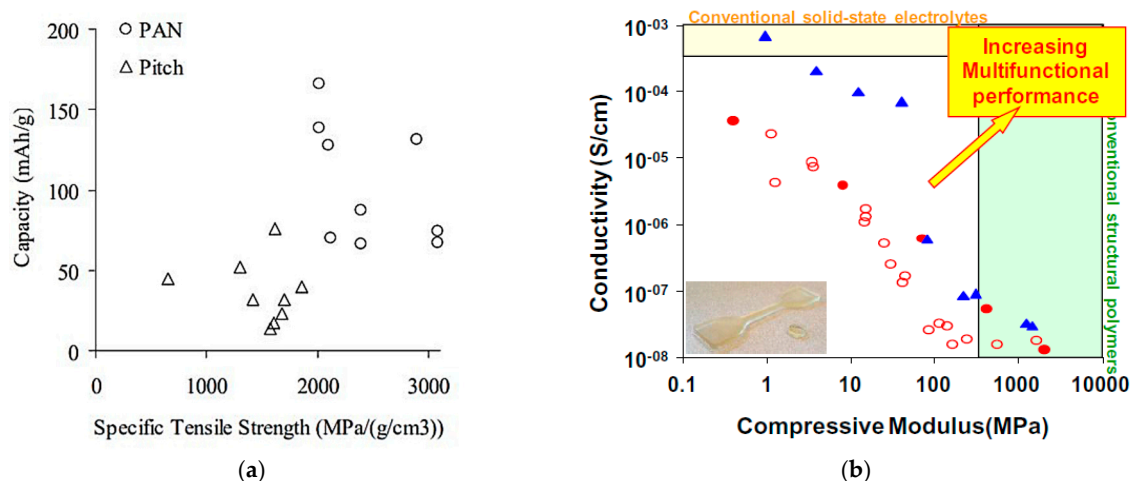 200
150
100
50
0
Capacity (mAh/g)
PAN
Pitch
0 1000 2000 3000
Specific Tensile Strength (MPa/(g/cm3))
(a)
Conventional solid-state electrolytes
Increasing
Multifunctional
performance
10-03
10-04
10-05
10-06
10-07
10-08
Conductivity (S/cm)
onventional structural polymers
0.1 1 10 100 1000 10000
Compressive Modulus(MPa)
(b)